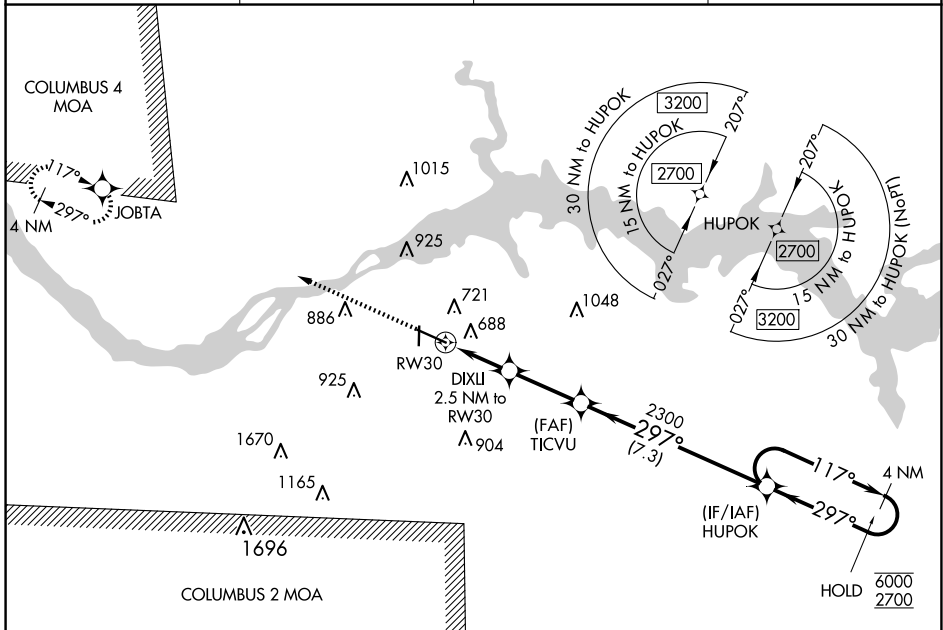 COLUMBUS 4
MOA
117°
297°
JOBTA
4 NM
1015
925
886
721
688
1048
RW30
DIXLI
2.5 NM to
RW30
925
904
1670
1165
1696
COLUMBUS 2 MOA
(FAF)
TICVU
2300
297°
(7.3)
(IF/IAF)
HUPOK
117°
4 NM
297°
HOLD
6000
2700
30 NM to HUPOK
3200
207°
15 NM to HUPOK
2700
027°
HUPOK
207°
2700
15 NM to HUPOK
027°
3200
30 NM to HUPOK (NoPT)